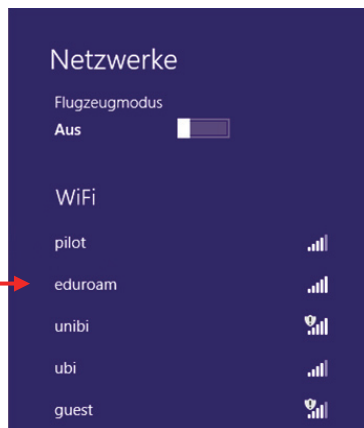 Netzwerke
Flugzeugmodus
Aus
WiFi
pilot
eduroam
unibi
ubi
guest